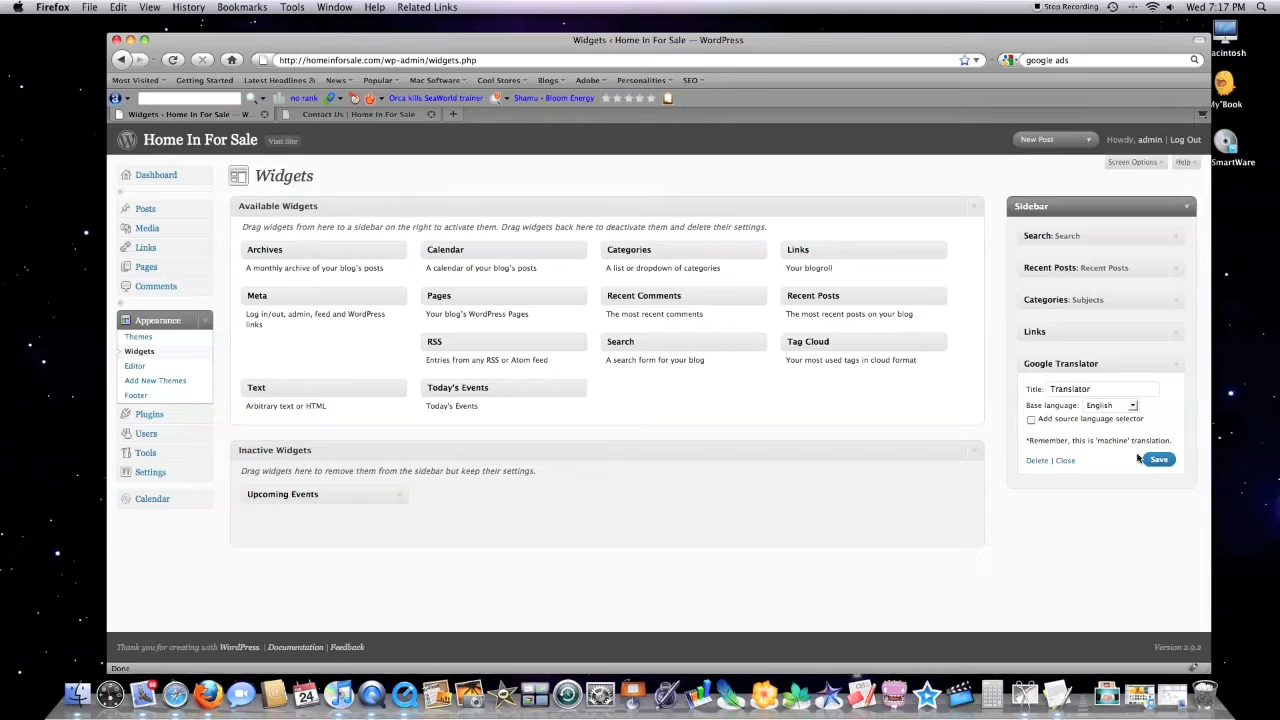 Firefox File Edit View History Bookmarks Tools Window Help Related Links
Stop Recording Wed 7:17 PM
Widgets ‹ Home In For Sale — WordPress
http://homeinforsale.com/wp-admin/widgets.php
google ads
Most Visited Getting Started Latest Headlines News Popular Mac Software Cool Stores Blogs Adobe Personalities SEO
no rank Orca kills SeaWorld trainer Shamu Bloom Energy
Widgets ‹ Home In For Sale — W...
Contact Us | Home In For Sale
Home In For Sale Visit Site
New Post Howdy, admin | Log Out
Screen Options Help
Widgets
Dashboard
Posts
Media
Links
Pages
Comments
Appearance
Themes
Widgets
Editor
Add New Themes
Footer
Plugins
Users
Tools
Settings
Calendar
Available Widgets
Drag widgets from here to a sidebar on the right to activate them. Drag widgets back here to deactivate them and delete their settings.
Archives
A monthly archive of your blog's posts
Calendar
A calendar of your blog's posts
Categories
A list or dropdown of categories
Links
Your blogroll
Meta
Log in/out, admin, feed and WordPress
links
Pages
Your blog's WordPress Pages
Recent Comments
The most recent comments
Recent Posts
The most recent posts on your blog
RSS
Entries from any RSS or Atom feed
Search
A search form for your blog
Tag Cloud
Your most used tags in cloud format
Text
Arbitrary text or HTML
Today's Events
Today's Events
Inactive Widgets
Drag widgets here to remove them from the sidebar but keep their settings.
Upcoming Events
Sidebar
Search: Search
Recent Posts: Recent Posts
Categories: Subjects
Links
Google Translator
Title: Translator
Base language: English
Add source language selector
*Remember, this is 'machine' translation.
Delete | Close Save
Thank you for creating with WordPress. | Documentation | Feedback
Version 2.9.2
Done
acintosh
My Book
SmartWare
24